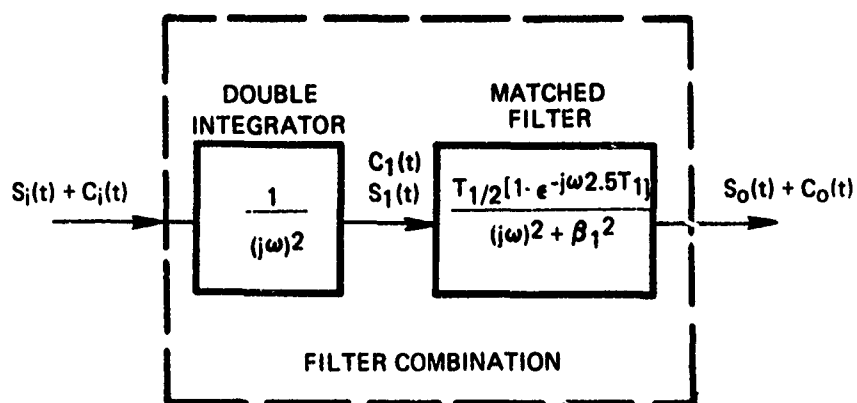 DOUBLE
INTEGRATOR
MATCHED
FILTER
Si(t) + Ci(t)
1
(jω)2
C1(t)
S1(t)
T1/2[1- ϵ-jω2.5T1]
(jω)2 + β12
So(t) + Co(t)
FILTER COMBINATION